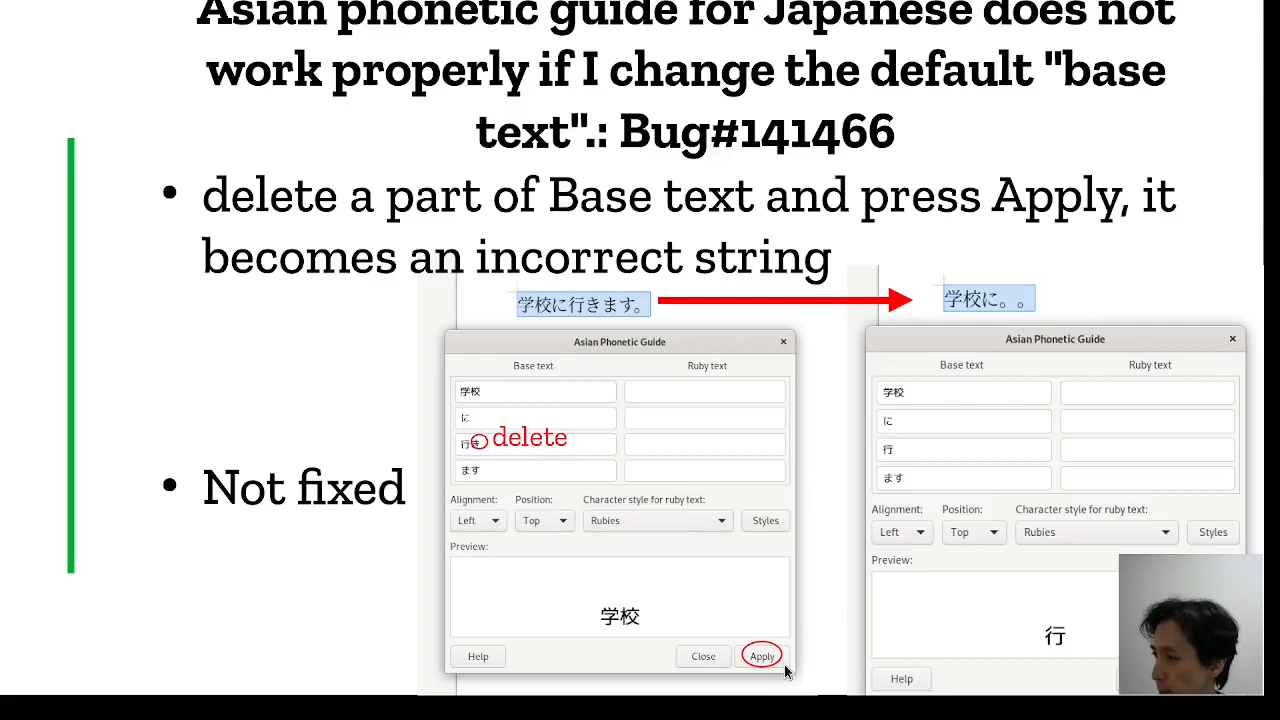 Asian phonetic guide for Japanese does not
work properly if I change the default "base
text".: Bug#141466
• delete a part of Base text and press Apply, it
becomes an incorrect string
学校に行きます。
学校に。。
Asian Phonetic Guide
Base text Ruby text
学校
に
行き delete
ます
Alignment: Position: Character style for ruby text:
Left Top Rubies Styles
Preview:
学校
Help Close Apply
Asian Phonetic Guide
Base text Ruby text
学校
に
行
ます
Alignment: Position: Character style for ruby text:
Left Top Rubies Styles
Preview:
行
Help
• Not fixed